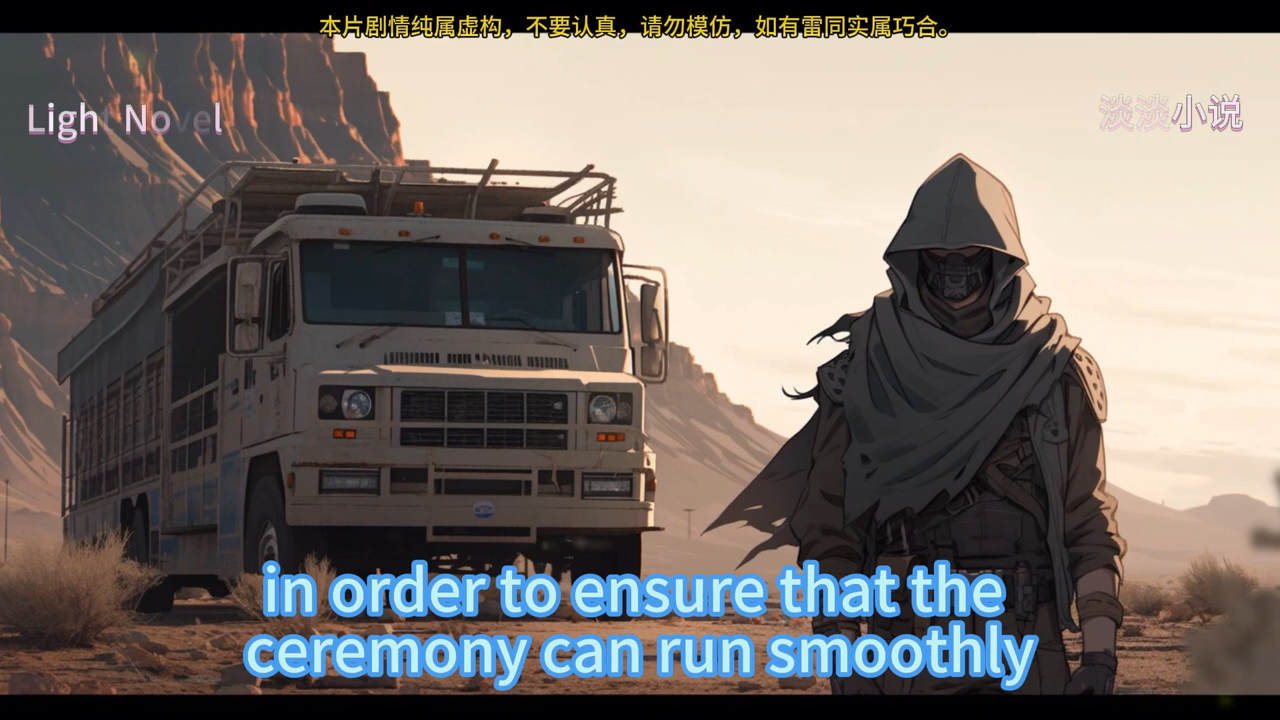 本片剧情纯属虚构，不要认真，请勿模仿，如有雷同实属巧合。
Light Novel
淡淡小说
in order to ensure that the
ceremony can run smoothly